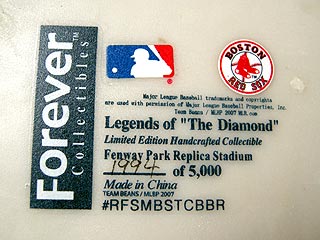 Forever
Collectibles™
BOSTON
RED SOX
Major League Baseball trademarks and copyrights
are used with permission of Major League Baseball Properties, Inc.
Team Beans / MLBP 2007 MLB.com
Legends of "The Diamond"
Limited Edition Handcrafted Collectible
Fenway Park Replica Stadium
1994 of 5,000
Made in China
TEAM BEANS / MLBP 2007
#RFSMBSTCBBR